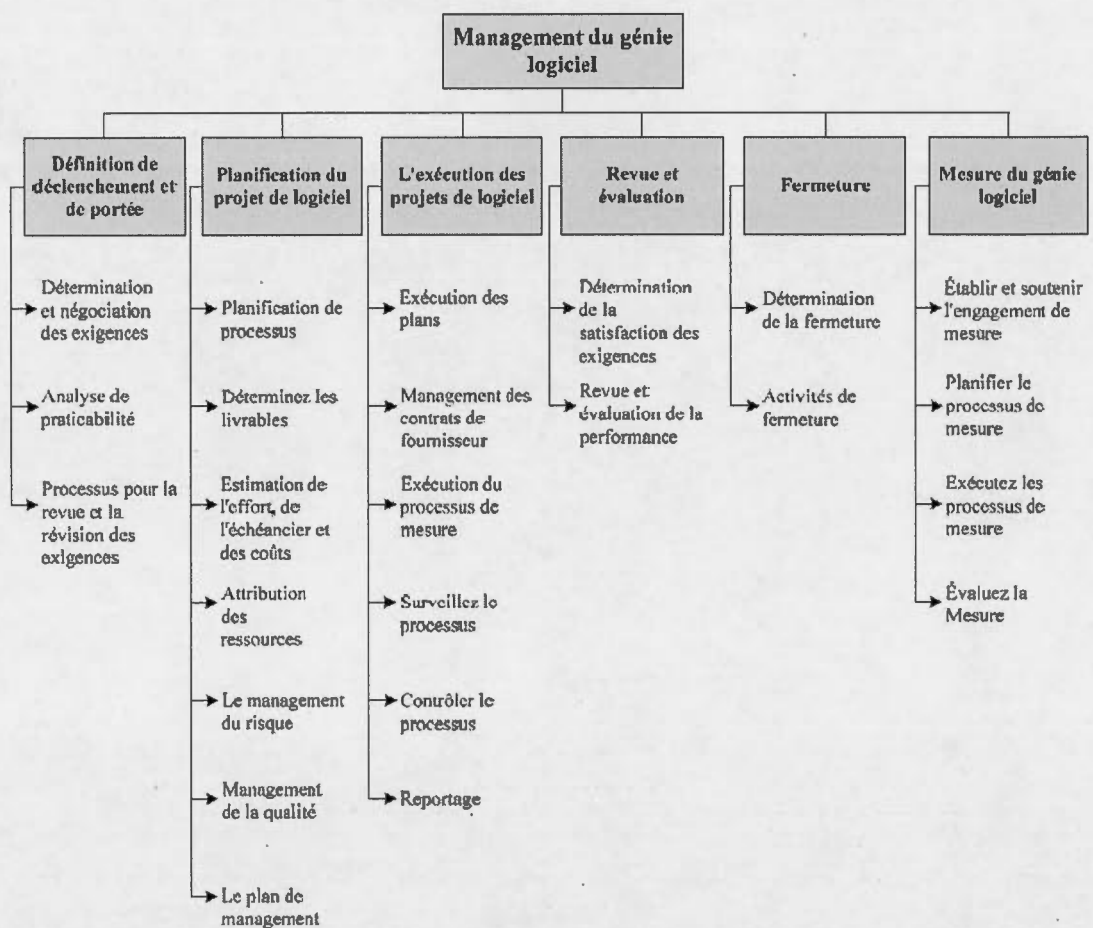 Management du génie
logiciel
Définition de
déclenchement et
de portée
Détermination
et négociation
des exigences
Analyse de
praticabilité
Processus pour la
revue et la
révision des
exigences
Planification du
projet de logiciel
Planification de
processus
Déterminez les
livrables
Estimation de
l'effort, de
l'échéancier et
des coûts
Attribution
des
ressources
Le management
du risque
Management
de la qualité
Le plan de
management
L'exécution des
projets de logiciel
Exécution des
plans
Management des
contrats de
fournisseur
Exécution du
processus de
mesure
Surveillez le
processus
Contrôler le
processus
Reportage
Revue et
évaluation
Détermination
de la
satisfaction des
exigences
Revue et
évaluation de la
performance
Fermeture
Détermination
de la fermeture
Activités de
fermeture
Mesure du génie
logiciel
Établir et soutenir
l'engagement de
mesure
Planifier le
processus de
mesure
Exécutez les
processus de
mesure
Évaluez la
Mesure